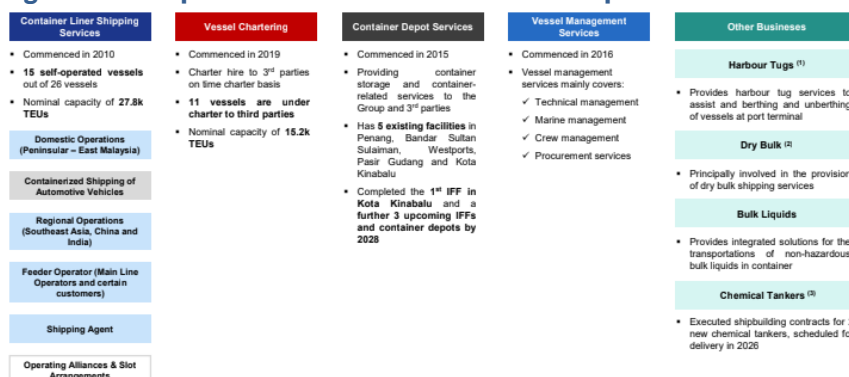 Container Liner Shipping
Services
▪ Commenced in 2010
▪ 15 self-operated vessels
out of 26 vessels
▪ Nominal capacity of 27.8k
TEUs
Domestic Operations
(Peninsular – East Malaysia)
Containerized Shipping of
Automotive Vehicles
Regional Operations
(Southeast Asia, China and
India)
Feeder Operator (Main Line
Operators and certain
customers)
Shipping Agent
Operating Alliances & Slot
Arrangements
Vessel Chartering
▪ Commenced in 2019
▪ Charter hire to 3rd parties
on time charter basis
▪ 11 vessels are under
charter to third parties
▪ Nominal capacity of 15.2k
TEUs
Container Depot Services
▪ Commenced in 2015
▪ Providing container
storage and container-
related services to the
Group and 3rd parties
▪ Has 5 existing facilities in
Penang, Bandar Sultan
Sulaiman, Westports,
Pasir Gudang and Kota
Kinabalu
▪ Completed the 1st IFF in
Kota Kinabalu and a
further 3 upcoming IFFs
and container depots by
2028
Vessel Management
Services
▪ Commenced in 2016
▪ Vessel management
services mainly covers:
✓ Technical management
✓ Marine management
✓ Crew management
✓ Procurement services
Other Busineses
Harbour Tugs (1)
▪ Provides harbour tug services to
assist and berthing and unberthing
of vessels at port terminal
Dry Bulk (2)
▪ Principally involved in the provision
of dry bulk shipping services
Bulk Liquids
▪ Provides integrated solutions for the
transportations of non-hazardous
bulk liquids in container
Chemical Tankers (3)
▪ Executed shipbuilding contracts for
new chemical tankers, scheduled
delivery in 2026